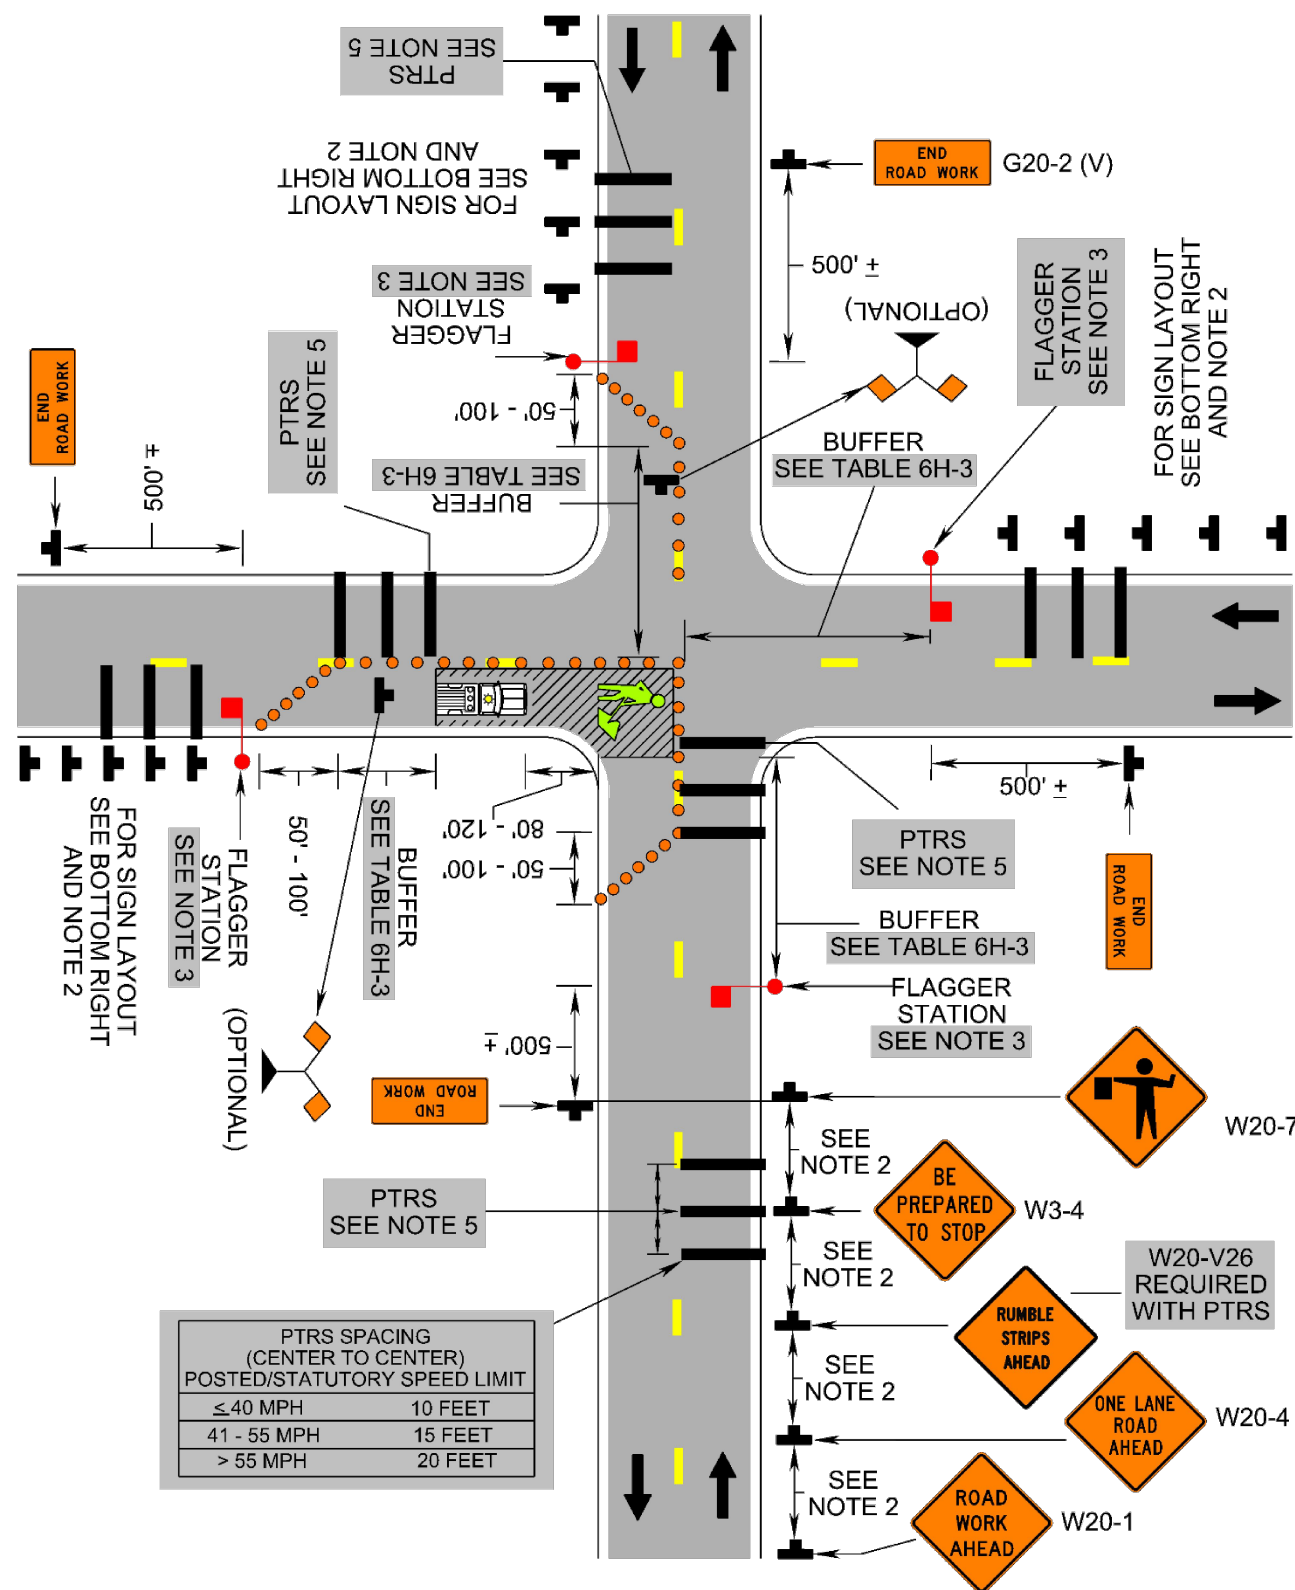 PTRS
SEE NOTE 5
FOR SIGN LAYOUT
SEE BOTTOM RIGHT
AND NOTE 2
FLAGGER
STATION
SEE NOTE 3
END
ROAD WORK
G20-2 (V)
500' ±
(OPTIONAL)
FLAGGER
STATION
SEE NOTE 3
FOR SIGN LAYOUT
SEE BOTTOM RIGHT
AND NOTE 2
END
ROAD WORK
500' ±
PTRS
SEE NOTE 5
50' - 100'
BUFFER
SEE TABLE 6H-3
BUFFER
SEE TABLE 6H-3
FOR SIGN LAYOUT
SEE BOTTOM RIGHT
AND NOTE 2
FLAGGER
STATION
SEE NOTE 3
50' - 100'
BUFFER
SEE TABLE 6H-3
(OPTIONAL)
80' - 120'
50' - 100'
500' ±
END
ROAD WORK
500' ±
END
ROAD WORK
PTRS
SEE NOTE 5
BUFFER
SEE TABLE 6H-3
FLAGGER
STATION
SEE NOTE 3
W20-7
SEE
NOTE 2
BE
PREPARED
TO STOP
W3-4
SEE
NOTE 2
W20-V26
REQUIRED
WITH PTRS
RUMBLE
STRIPS
AHEAD
SEE
NOTE 2
ONE LANE
ROAD
AHEAD
W20-4
SEE
NOTE 2
ROAD
WORK
AHEAD
W20-1
PTRS
SEE NOTE 5
PTRS SPACING
(CENTER TO CENTER)
POSTED/STATUTORY SPEED LIMIT
≤40 MPH 10 FEET
41 - 55 MPH 15 FEET
> 55 MPH 20 FEET